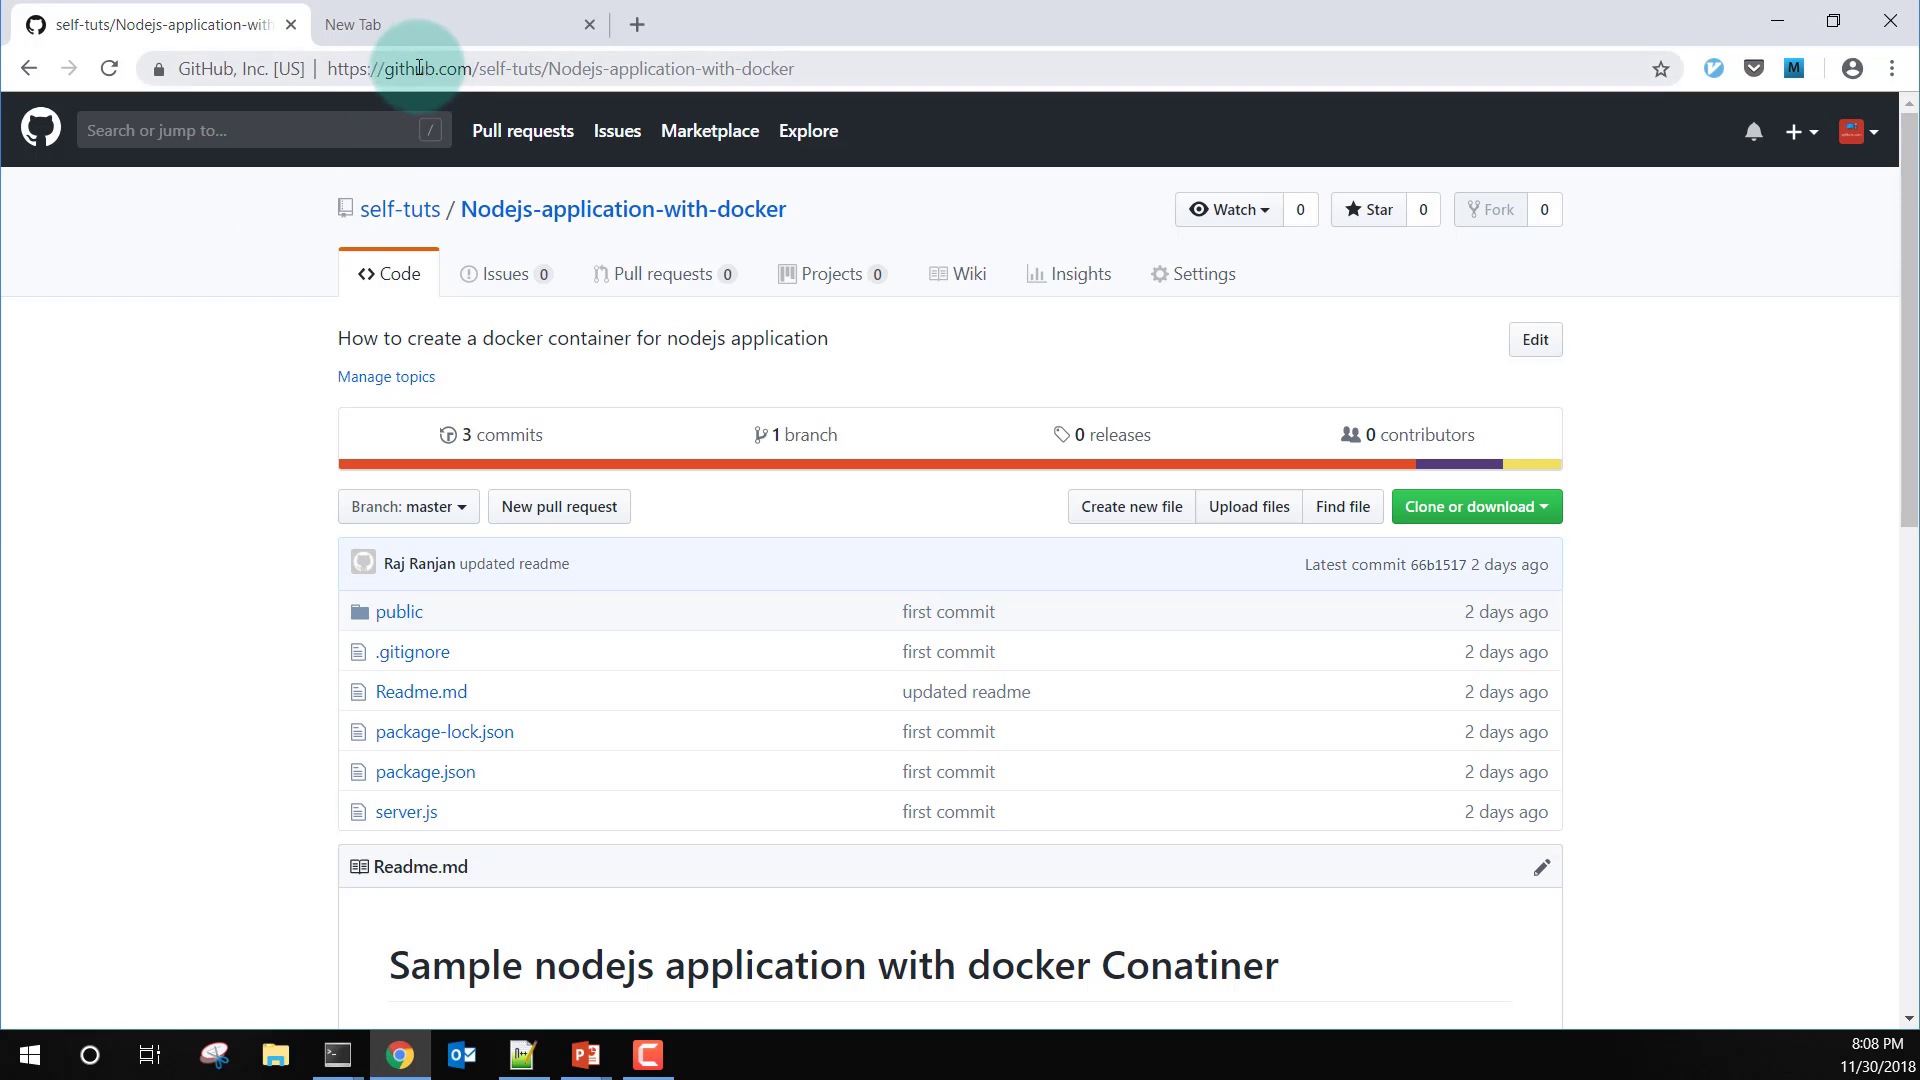 self-tuts/Nodejs-application-with
New Tab
GitHub, Inc. [US] | https://github.com/self-tuts/Nodejs-application-with-docker
M
Search or jump to... /
Pull requests Issues Marketplace Explore
self-tuts / Nodejs-application-with-docker
Watch 0 Star 0 Fork 0
Code Issues 0 Pull requests 0 Projects 0 Wiki Insights Settings
How to create a docker container for nodejs application
Edit
Manage topics
3 commits 1 branch 0 releases 0 contributors
Branch: master New pull request Create new file Upload files Find file Clone or download
Raj Ranjan updated readme Latest commit 66b1517 2 days ago
public first commit 2 days ago
.gitignore first commit 2 days ago
Readme.md updated readme 2 days ago
package-lock.json first commit 2 days ago
package.json first commit 2 days ago
server.js first commit 2 days ago
Readme.md
Sample nodejs application with docker Conatiner
8:08 PM
11/30/2018